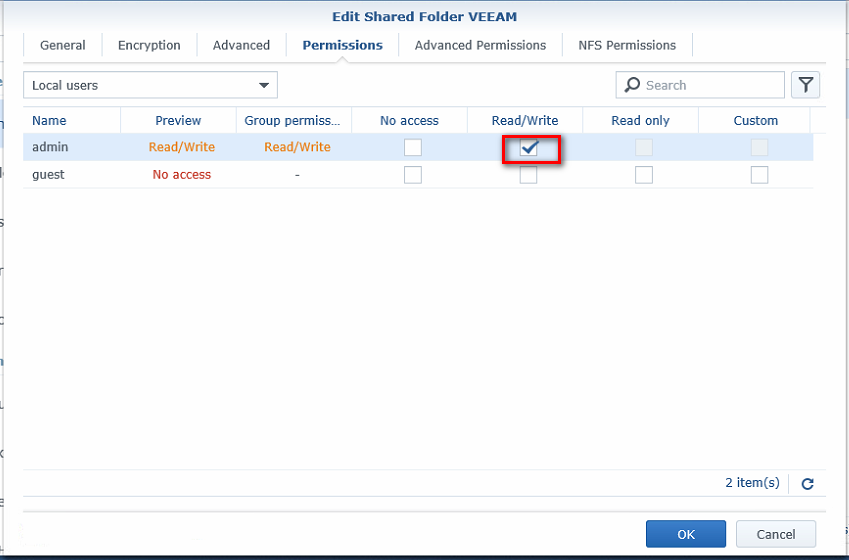 Edit Shared Folder VEEAM
General Encryption Advanced Permissions Advanced Permissions NFS Permissions
Local users Search
Name Preview Group permiss... No access Read/Write Read only Custom
admin Read/Write Read/Write
guest No access -
2 item(s)
OK Cancel